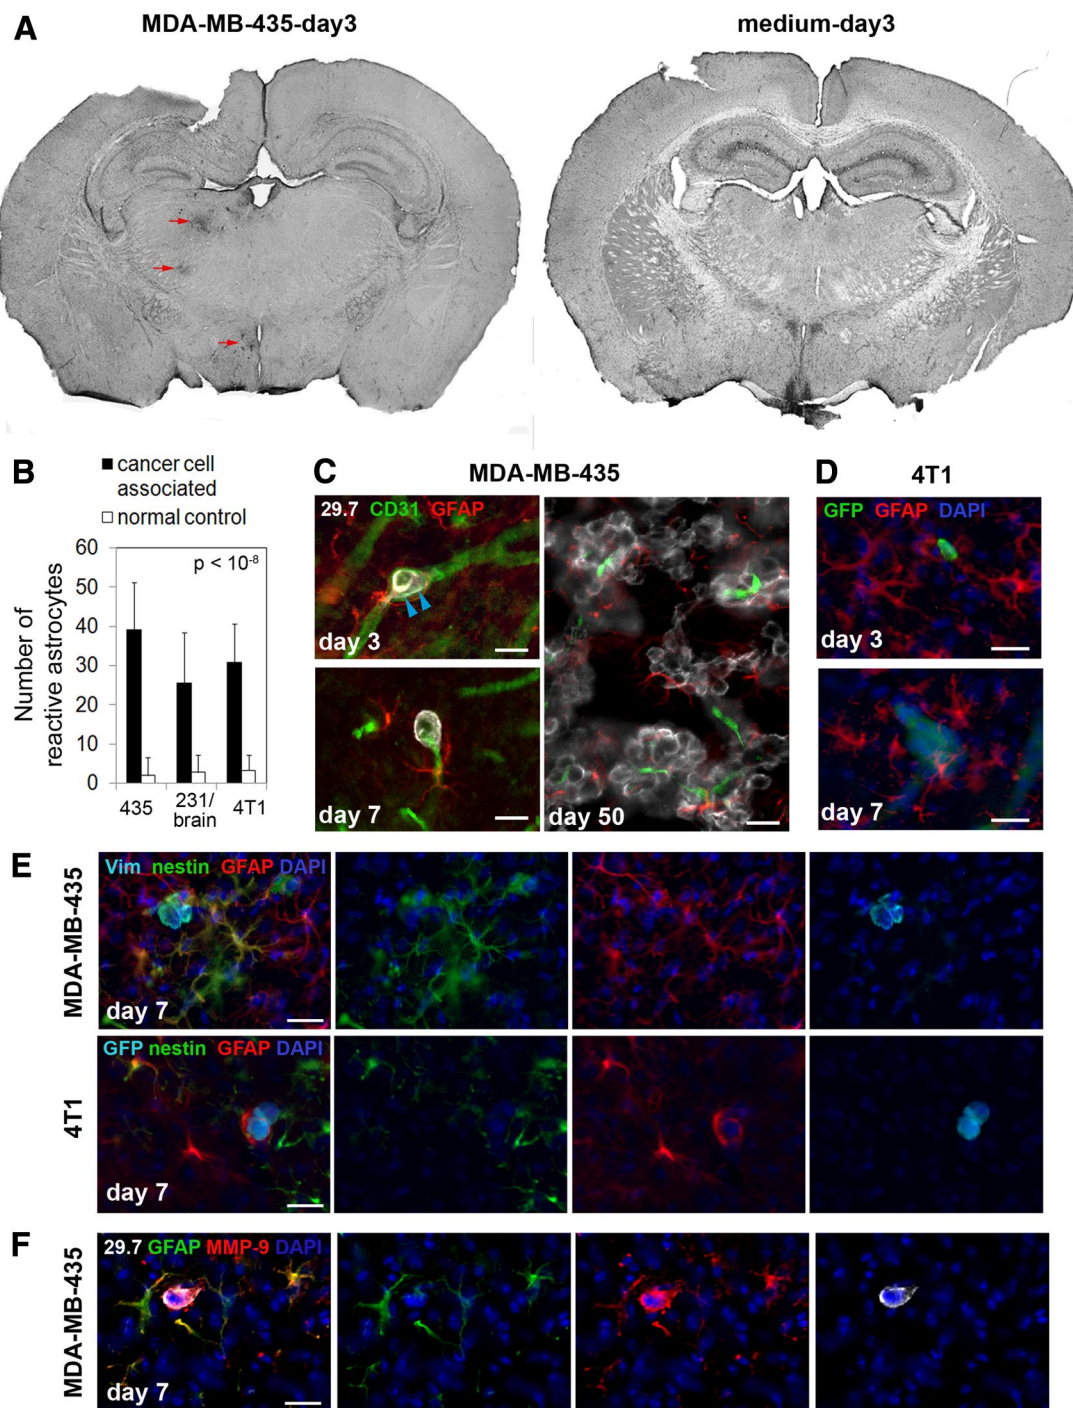 A
MDA-MB-435-day3
medium-day3
B
cancer cell
associated
normal control
p < 10-8
Number of
reactive astrocytes
60
50
40
30
20
10
0
435
231/
brain
4T1
C
MDA-MB-435
29.7 CD31 GFAP
day 3
day 7
day 50
D
4T1
GFP GFAP DAPI
day 3
day 7
E
MDA-MB-435
Vim nestin GFAP DAPI
day 7
4T1
GFP nestin GFAP DAPI
day 7
F
MDA-MB-435
29.7 GFAP MMP-9 DAPI
day 7